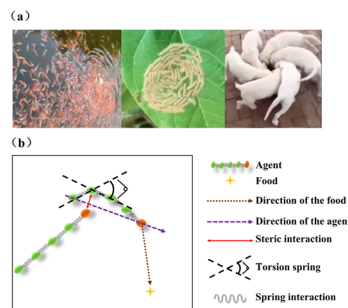 (a)
(b)
Agent
Food
Direction of the food
Direction of the agen
Steric interaction
Torsion spring
Spring interaction